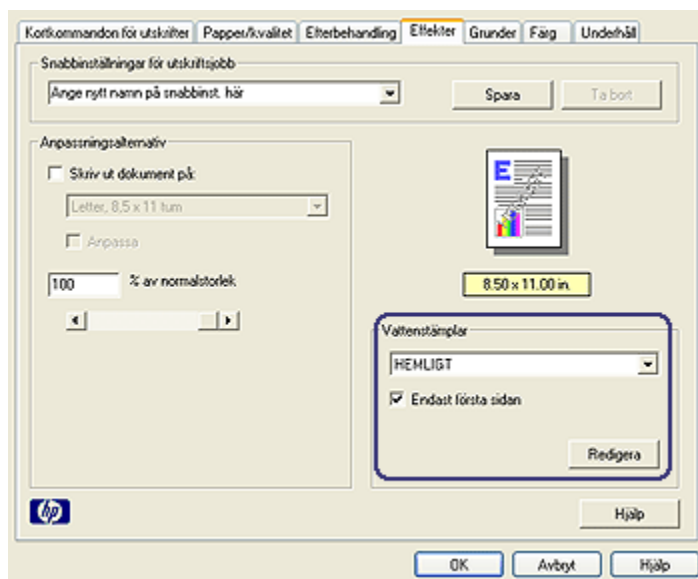 Kortkommandon för utskrifter Papper/kvalitet Efterbehandling Effekter Grunder Färg Underhåll
Snabbinställningar för utskriftsjobb
Ange nytt namn på snabbinst. här Spara Ta bort
Anpassningsalternativ
Skriv ut dokument på:
Letter, 8,5 x 11 tum
Anpassa
100 % av normalstorlek
E
8.50 x 11.00 in.
Vattenstämplar
HEMLIGT
Endast första sidan
Redigera
hp
Hjälp
OK Avbryt Hjälp